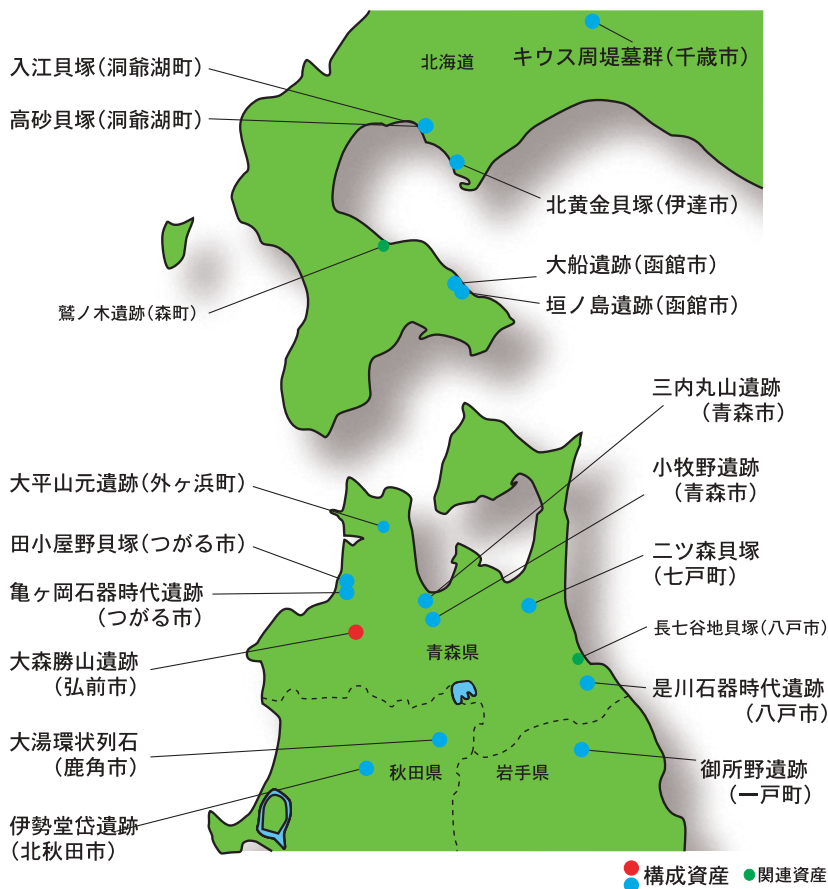 北海道
キウス周堤墓群(千歳市)
入江貝塚(洞爺湖町)
高砂貝塚(洞爺湖町)
北黄金貝塚(伊達市)
大船遺跡(函館市)
垣ノ島遺跡(函館市)
鷲ノ木遺跡(森町)
三内丸山遺跡
(青森市)
小牧野遺跡
(青森市)
大平山元遺跡(外ヶ浜町)
田小屋野貝塚(つがる市)
二ツ森貝塚
(七戸町)
亀ヶ岡石器時代遺跡
(つがる市)
長七谷地貝塚(八戸市)
青森県
大森勝山遺跡
(弘前市)
是川石器時代遺跡
(八戸市)
大湯環状列石
(鹿角市)
秋田県
岩手県
御所野遺跡
(一戸町)
伊勢堂岱遺跡
(北秋田市)
構成資産
関連資産